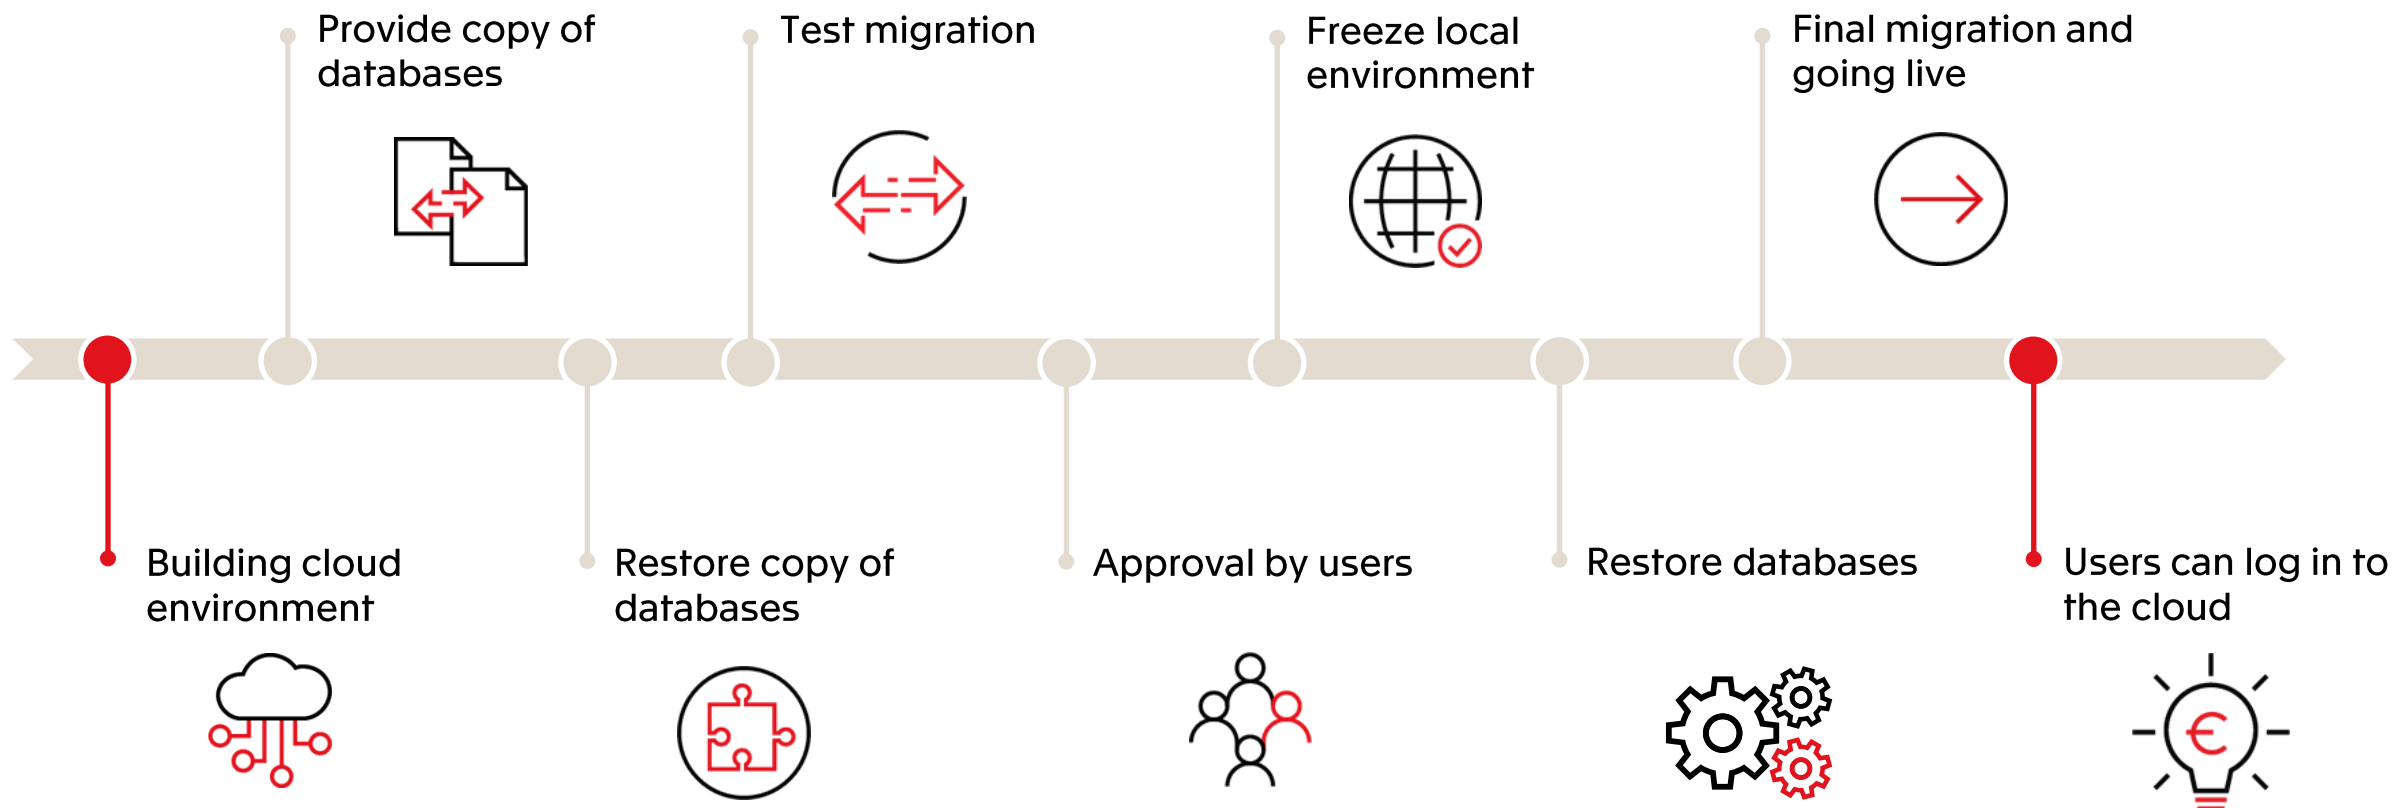 Provide copy of
databases
Test migration
Freeze local
environment
Final migration and
going live
Building cloud
environment
Restore copy of
databases
Approval by users
Restore databases
Users can log in to
the cloud
€